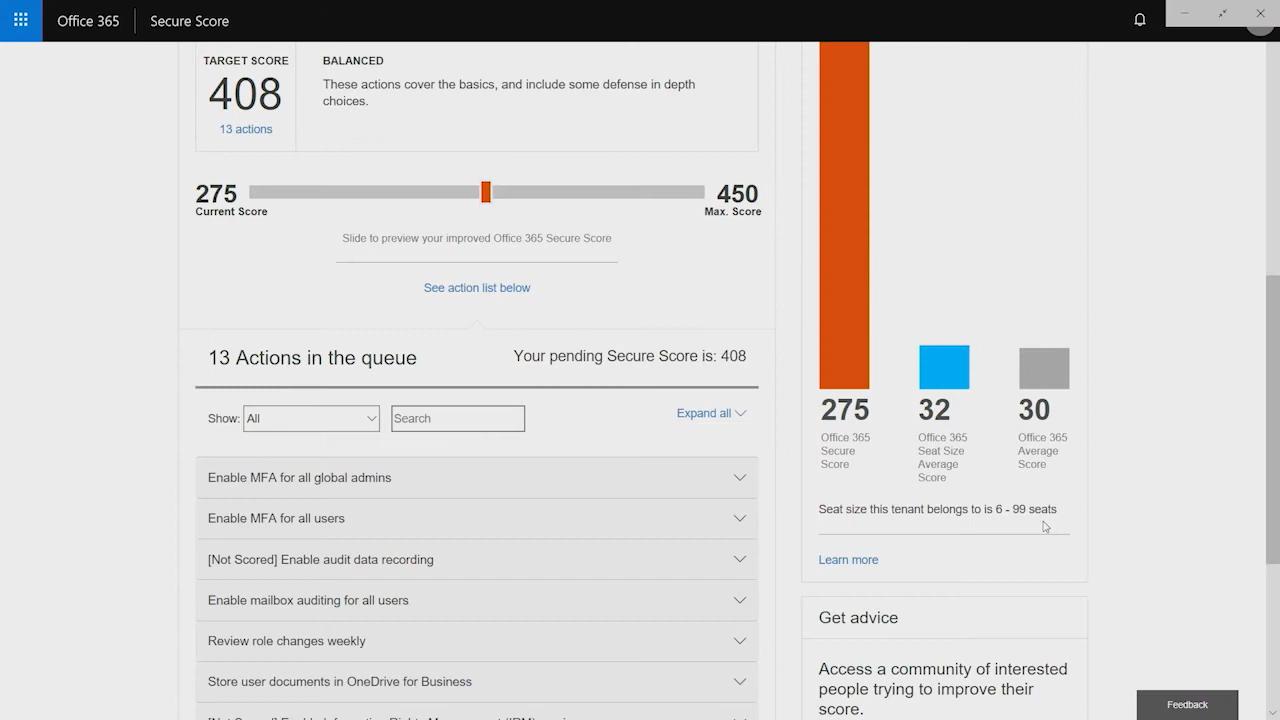 Office 365
Secure Score
TARGET SCORE
408
13 actions
BALANCED
These actions cover the basics, and include some defense in depth
choices.
275
Current Score
450
Max. Score
Slide to preview your improved Office 365 Secure Score
See action list below
13 Actions in the queue
Your pending Secure Score is: 408
Show:
All
Search
Expand all
Enable MFA for all global admins
Enable MFA for all users
[Not Scored] Enable audit data recording
Enable mailbox auditing for all users
Review role changes weekly
Store user documents in OneDrive for Business
275
Office 365
Secure
Score
32
Office 365
Seat Size
Average
Score
30
Office 365
Average
Score
Seat size this tenant belongs to is 6 - 99 seats
Learn more
Get advice
Access a community of interested
people trying to improve their
score.
Feedback